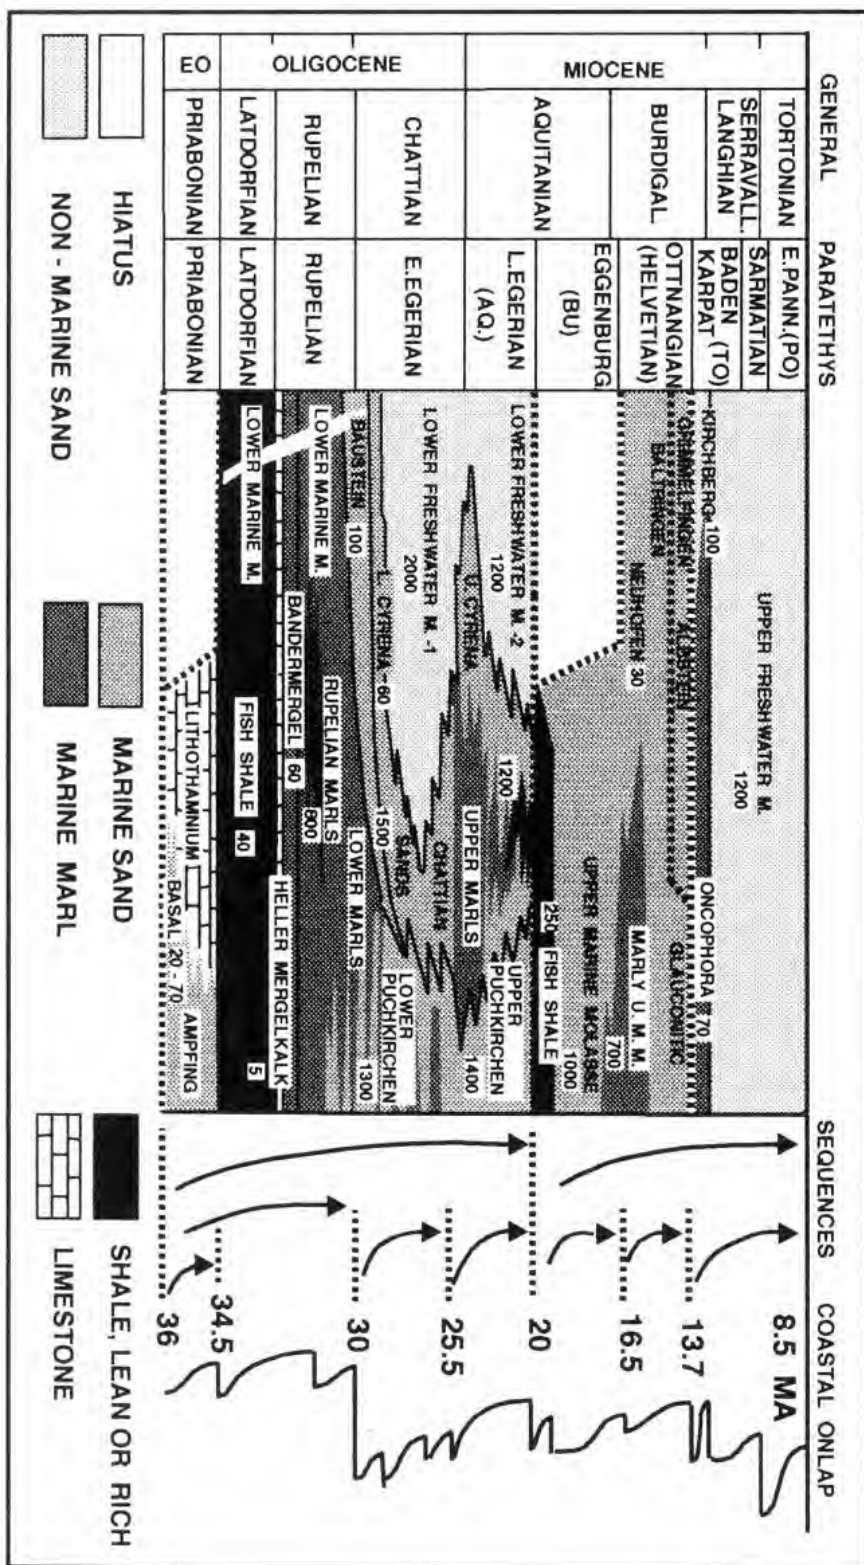 GENERAL
PARATETHYS
SEQUENCES
COASTAL ONLAP
MIOCENE
OLIGOCENE
EO
TORTONIAN
SERRAVALL.
LANGHIAN
BURDIGAL
AQUITANIAN
CHATTIAN
RUPELIAN
LATDORFIAN
PRIABONIAN
E.PANN.(PO)
SARMATIAN
BADEN (TO)
KARPAT
OTTNANGIAN
(HELVETIAN)
EGGENBURG
(BU)
L.EGERIAN
(AQ.)
E.EGERIAN
RUPELIAN
LATDORFIAN
PRIABONIAN
UPPER FRESHWATER M.
1200
KIRCHBERG 100
ONCOPHORA 70
GRIMMELFINGEN
BALTRINGEN
ALBSTEIN
GLAUCONITIC
NEUHOFEN 30
MARLY U. M. M.
700
UPPER MARINE MOLASSE
1000
250 FISH SHALE
LOWER FRESHWATER M. -2
1200
1200
UPPER
PUCHKIRCHEN
U. CYRENA
UPPER MARLS
1400
LOWER FRESHWATER M. -1
2000
CHATTIAN
SANDS
LOWER
PUCHKIRCHEN
L. CYRENA 60
1500
1300
BAUSTEIN 100
LOWER MARLS
LOWER MARINE M.
RUPELIAN MARLS
800
BANDERMERGEL 60
HELLER MERGELKALK
LOWER MARINE M.
FISH SHALE 40
5
LITHOTHAMNIUM
BASAL 20 - 70
AMPFING
8.5 MA
13.7
16.5
20
25.5
30
34.5
36
HIATUS
MARINE SAND
SHALE, LEAN OR RICH
NON - MARINE SAND
MARINE MARL
LIMESTONE